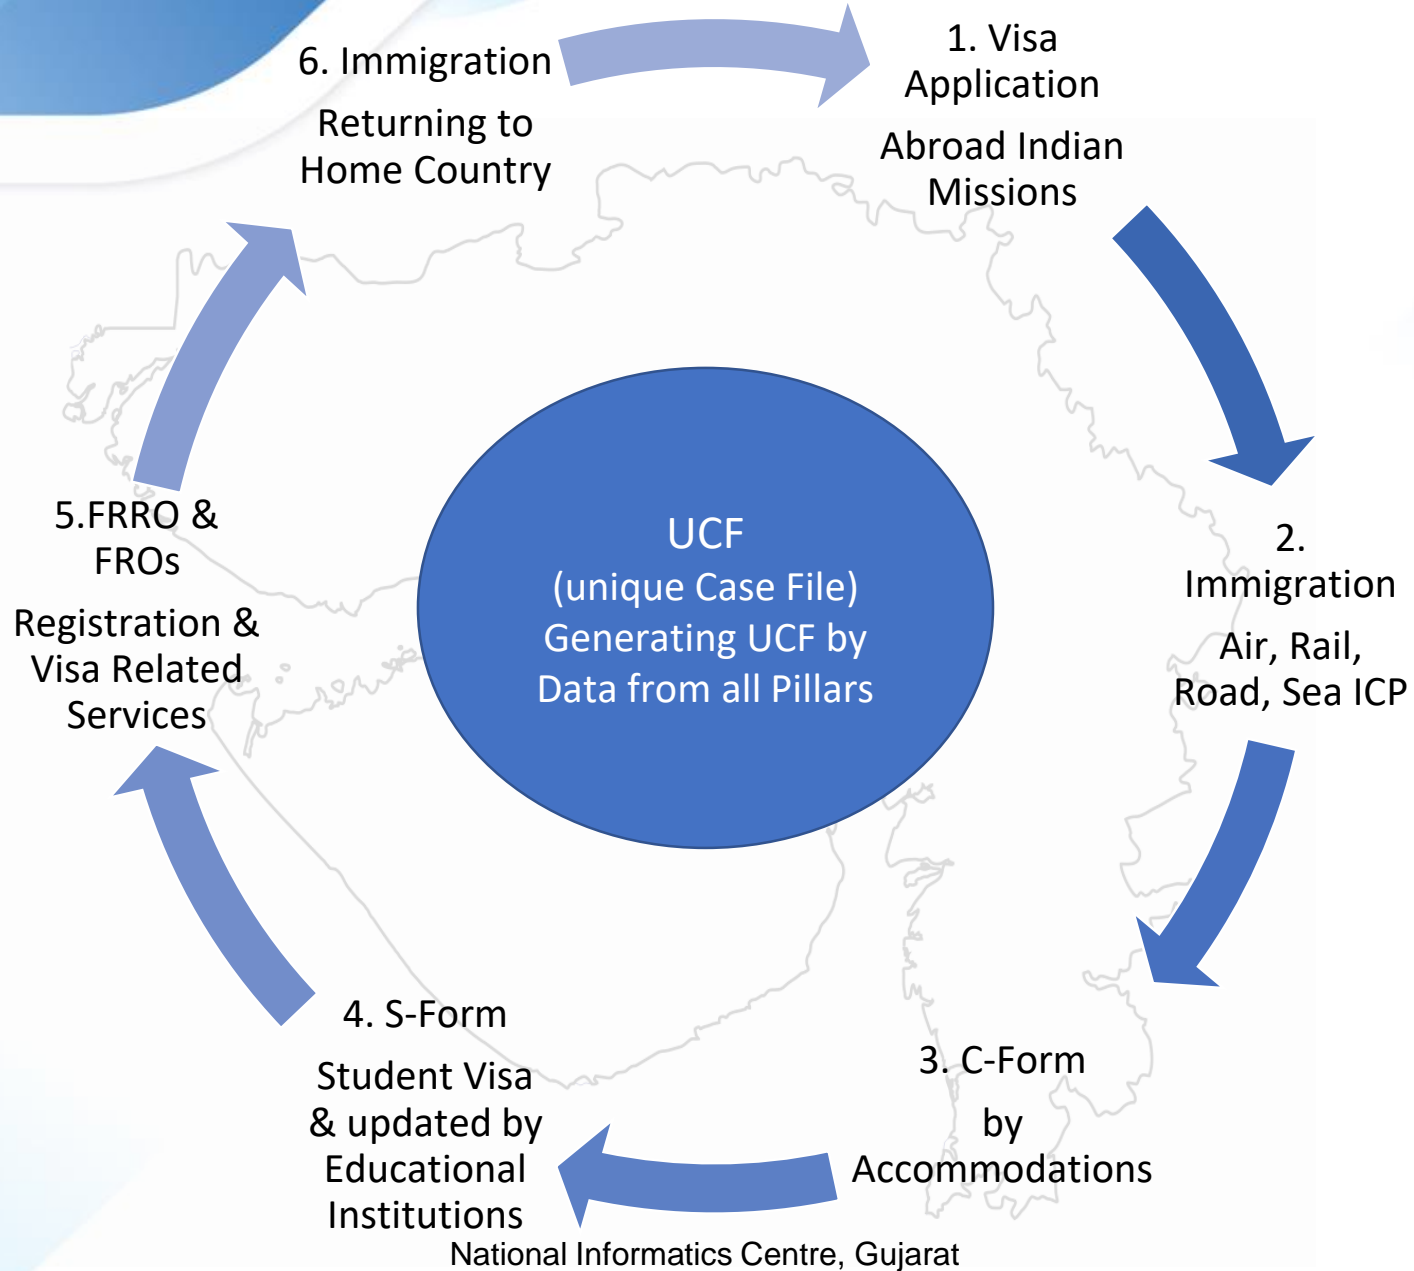 1. Visa
Application
Abroad Indian
Missions
2.
Immigration
Air, Rail,
Road, Sea ICP
3. C-Form
by
Accommodations
4. S-Form
Student Visa
& updated by
Educational
Institutions
5.FRRO &
FROs
Registration &
Visa Related
Services
6. Immigration
Returning to
Home Country
UCF
(unique Case File)
Generating UCF by
Data from all Pillars
National Informatics Centre, Gujarat